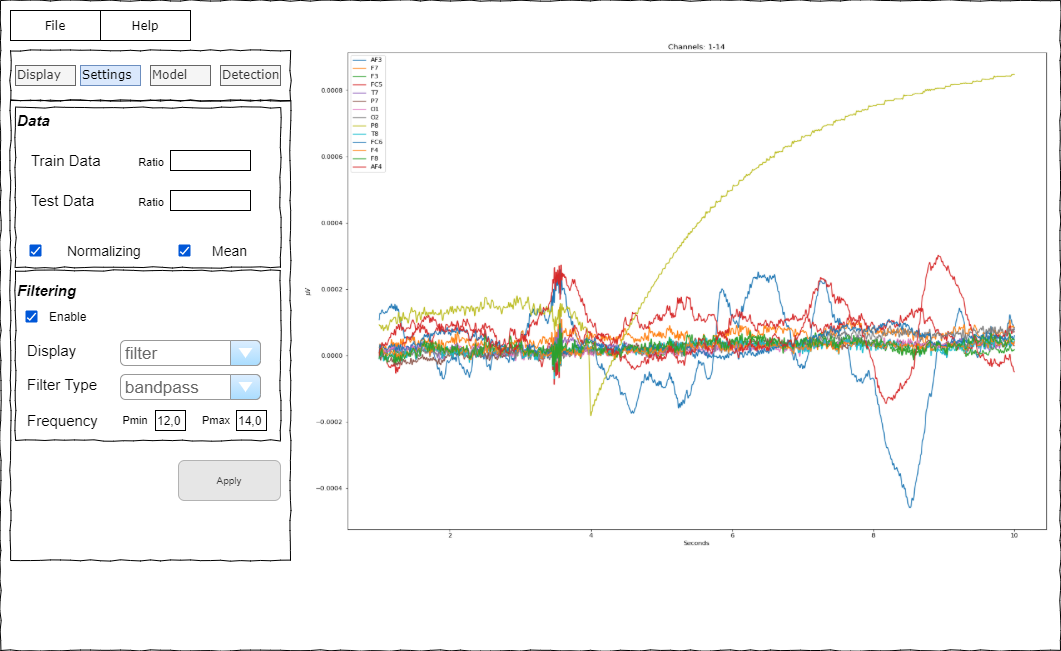 File Help
Display Settings Model Detection
Data
Train Data Ratio
Test Data Ratio
Normalizing Mean
Filtering
Enable
Display filter
Filter Type bandpass
Frequency Pmin 12,0 Pmax 14,0
Apply
Channels: 1-14
AF3
F7
F3
FC5
T7
P7
O1
O2
P8
T8
FC6
F4
F8
AF4
0.0008
0.0006
0.0004
0.0002
0.0000
−0.0002
−0.0004
µV
2 4 6 8 10
Seconds